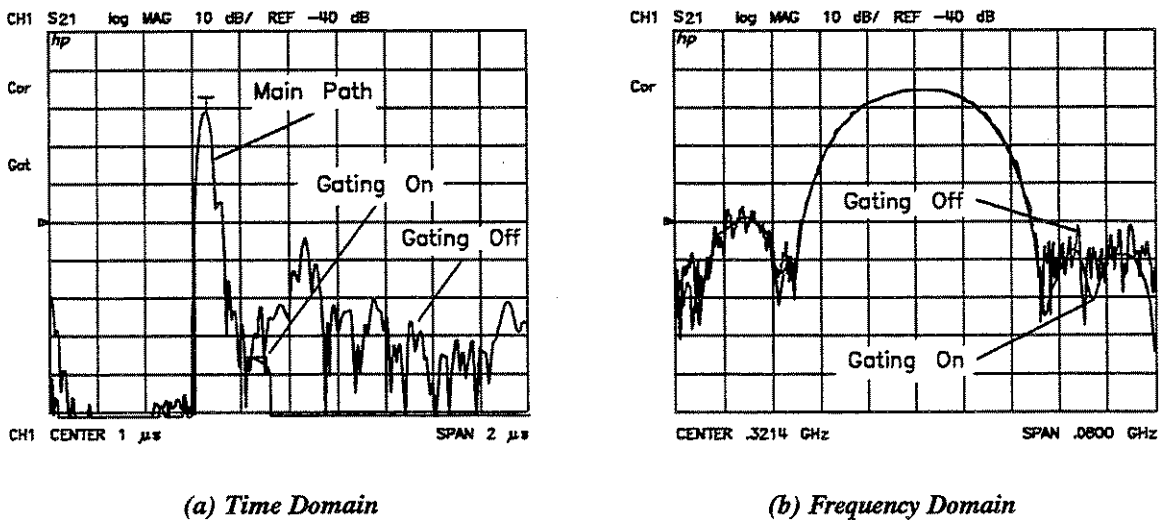 CH1 S21 log MAG 10 dB/ REF -40 dB
hp
Cor
Gat
Main Path
Gating On
Gating Off
CH1 CENTER 1 µs SPAN 2 µs
(a) Time Domain
CH1 S21 log MAG 10 dB/ REF -40 dB
hp
Cor
Gating Off
Gating On
CENTER .3214 GHz SPAN .0800 GHz
(b) Frequency Domain